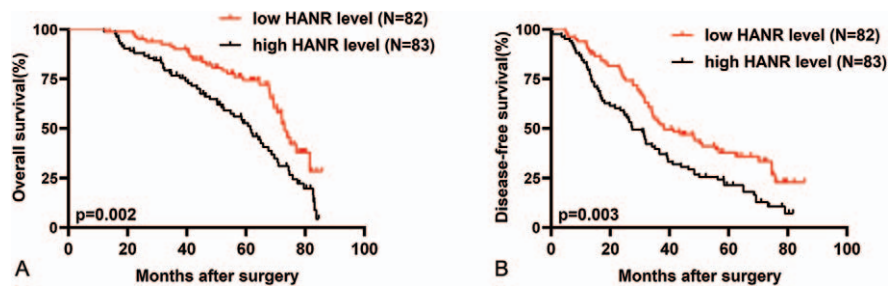 low HANR level (N=82)
high HANR level (N=83)
Overall survival(%)
100
75
50
25
0
p=0.002
0 20 40 60 80 100
Months after surgery
A
low HANR level (N=82)
high HANR level (N=83)
Disease-free survival(%)
100
75
50
25
0
p=0.003
0 20 40 60 80 100
Months after surgery
B